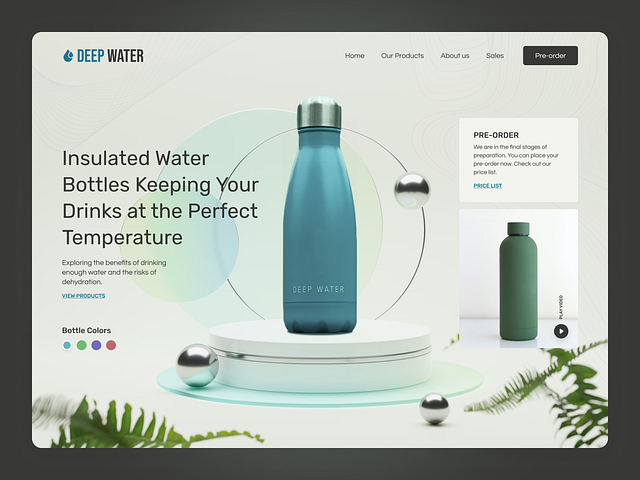 DEEP WATER
Home
Our Products
About us
Sales
Pre-order
Insulated Water
Bottles Keeping Your
Drinks at the Perfect
Temperature
Exploring the benefits of drinking
enough water and the risks of
dehydration.
VIEW PRODUCTS
Bottle Colors
DEEP WATER
PRE-ORDER
We are in the final stages of
preparation. You can place your
pre-order now. Check out our
price list.
PRICE LIST
PLAY VIDEO